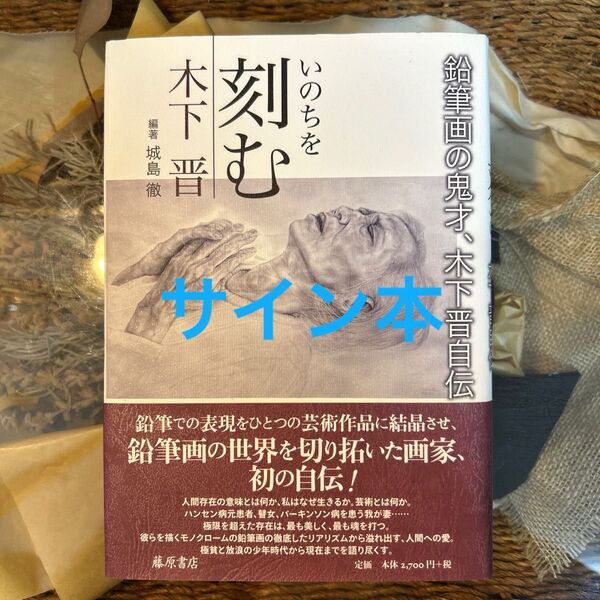 いのちを
刻む
木下 晋
編著 城島 徹
鉛筆画の鬼才、木下晋自伝
サイン本
鉛筆での表現をひとつの芸術作品に結晶させ、
鉛筆画の世界を切り拓いた画家、
初の自伝!
人間存在の意味とは何か、私はなぜ生きるか。芸術とは何か。
ハンセン病元患者、瞽女、パーキンソン病を患う我が妻……
極限を超えた存在は、最も美しく、最も魂を打つ。
彼らを描くモノクロームの鉛筆画の徹底したリアリズムから溢れ出す、人間への愛。
極貧と放浪の少年時代から現在までを語り尽くす。
藤原書店
定価 本体 2,700円+税